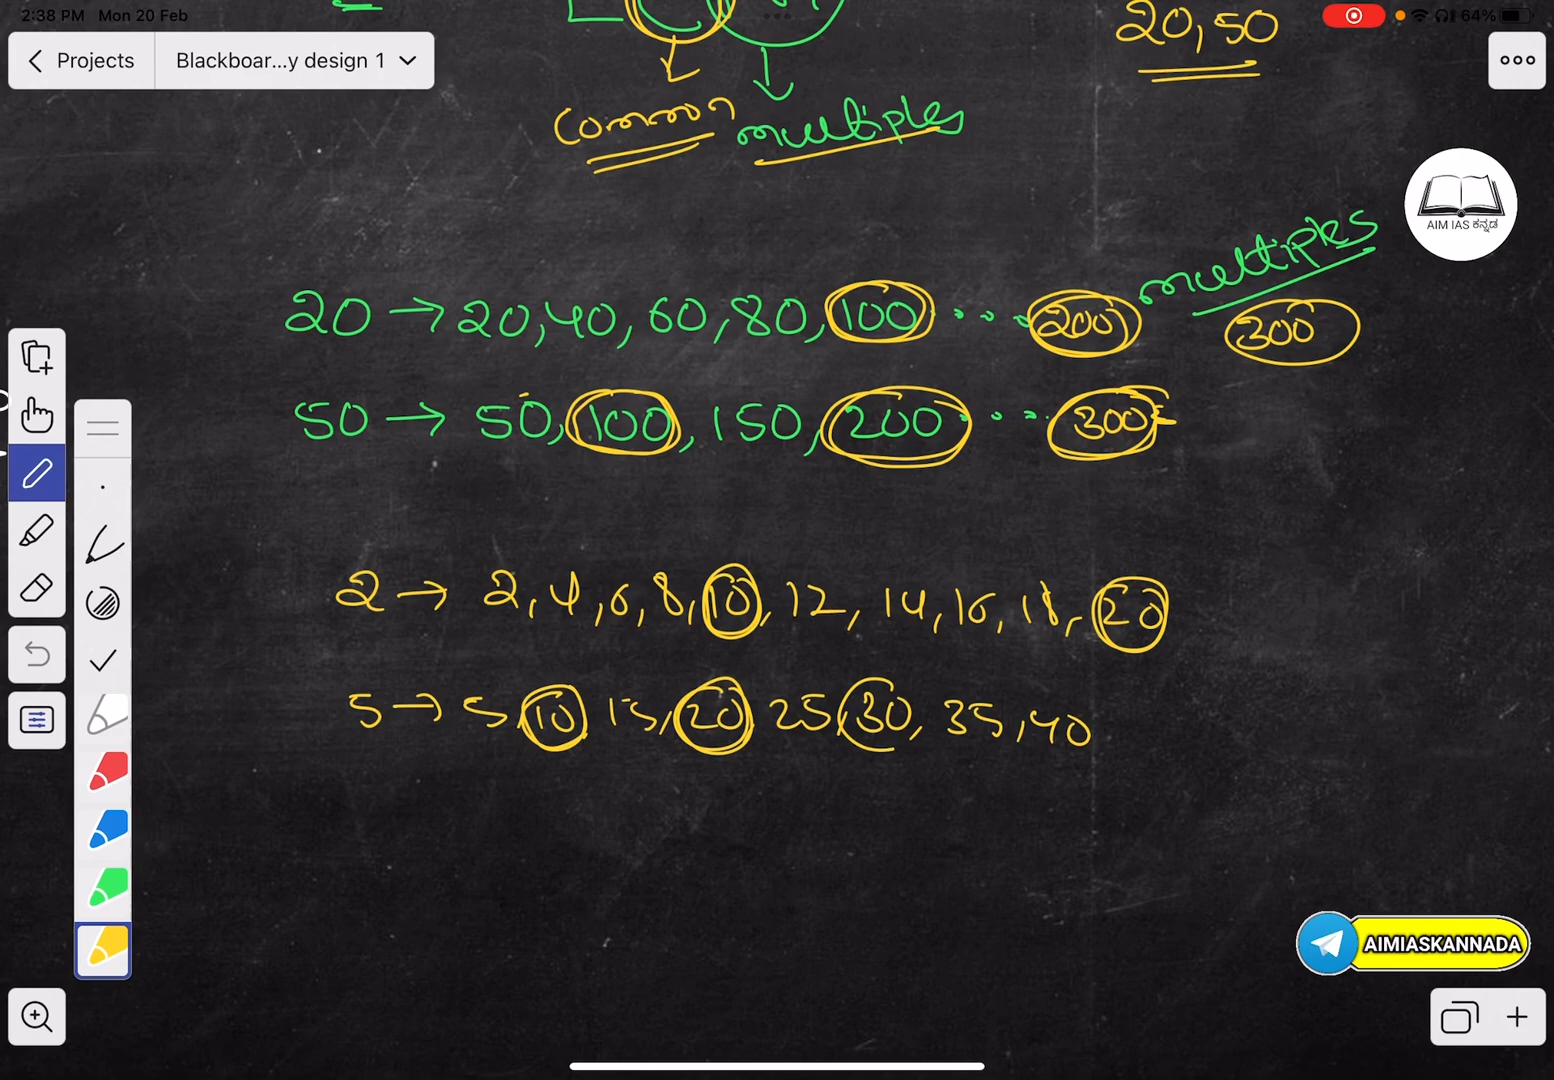 2:38 PM Mon 20 Feb
64%
Projects
Blackboar...y design 1
20,50
common multiples
AIM IAS ಕನ್ನಡ
multiples
20 → 20,40,60,80,100 ... 200 300
50 → 50,100,150,200 ... 300
2 → 2,4,6,8,10,12,14,16,18,20
5 → 5,10 15,20 25,30,35,40
AIMIASKANNADA